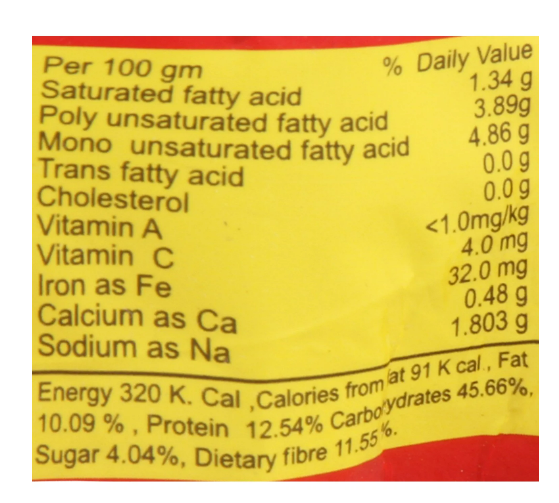 Per 100 gm % Daily Value
Saturated fatty acid 1.34 g
Poly unsaturated fatty acid 3.89g
Mono unsaturated fatty acid 4.86 g
Trans fatty acid 0.0 g
Cholesterol 0.0 g
Vitamin A <1.0mg/kg
Vitamin C 4.0 mg
Iron as Fe 32.0 mg
Calcium as Ca 0.48 g
Sodium as Na 1.803 g
Energy 320 K. Cal ,Calories from fat 91 K cal., Fat
10.09 % , Protein 12.54% Carbohydrates 45.66%,
Sugar 4.04%, Dietary fibre 11.55%.